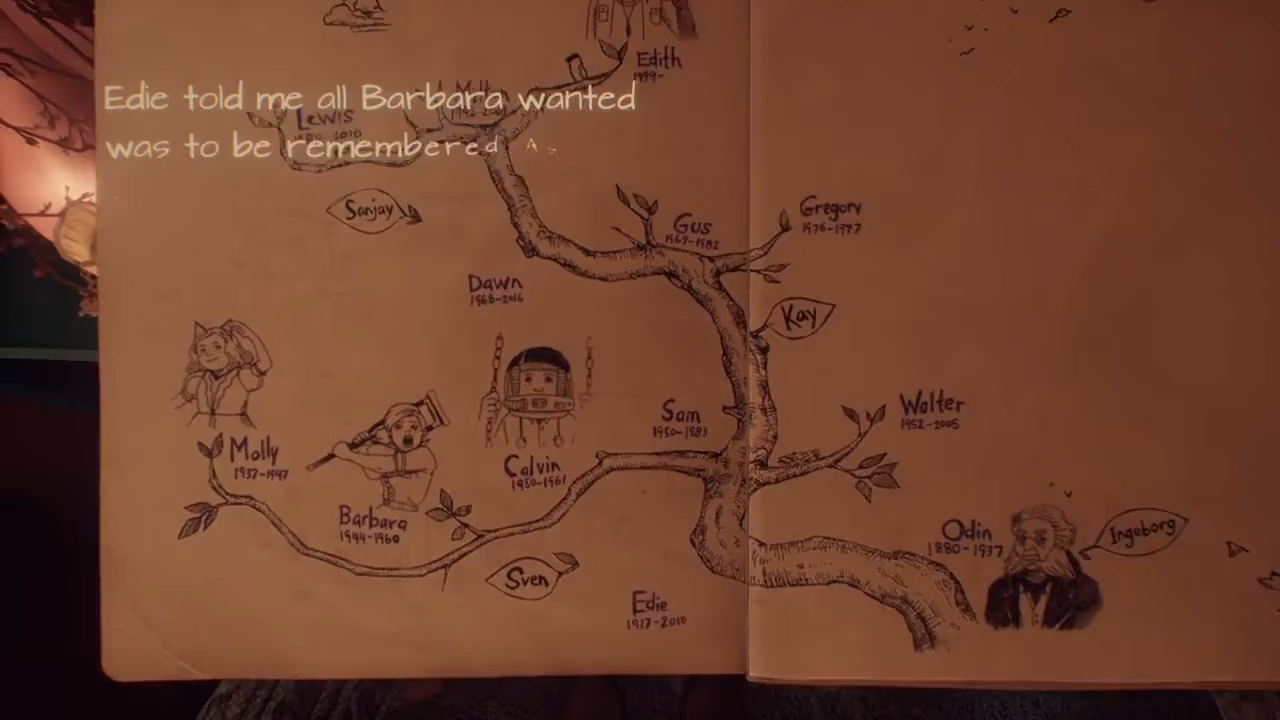 Edith
1999-
Edie told me all Barbara wanted
was to be remembered As
Lewis
Sanjay
Gus
1969-1982
Gregory
1976-1977
Dawn
1968-2016
Kay
Sam
1950-1983
Walter
1952-2005
Molly
1937-1947
Calvin
1950-1961
Barbara
1944-1960
Odin
1880-1937
Ingeborg
Sven
Edie
1917-2010